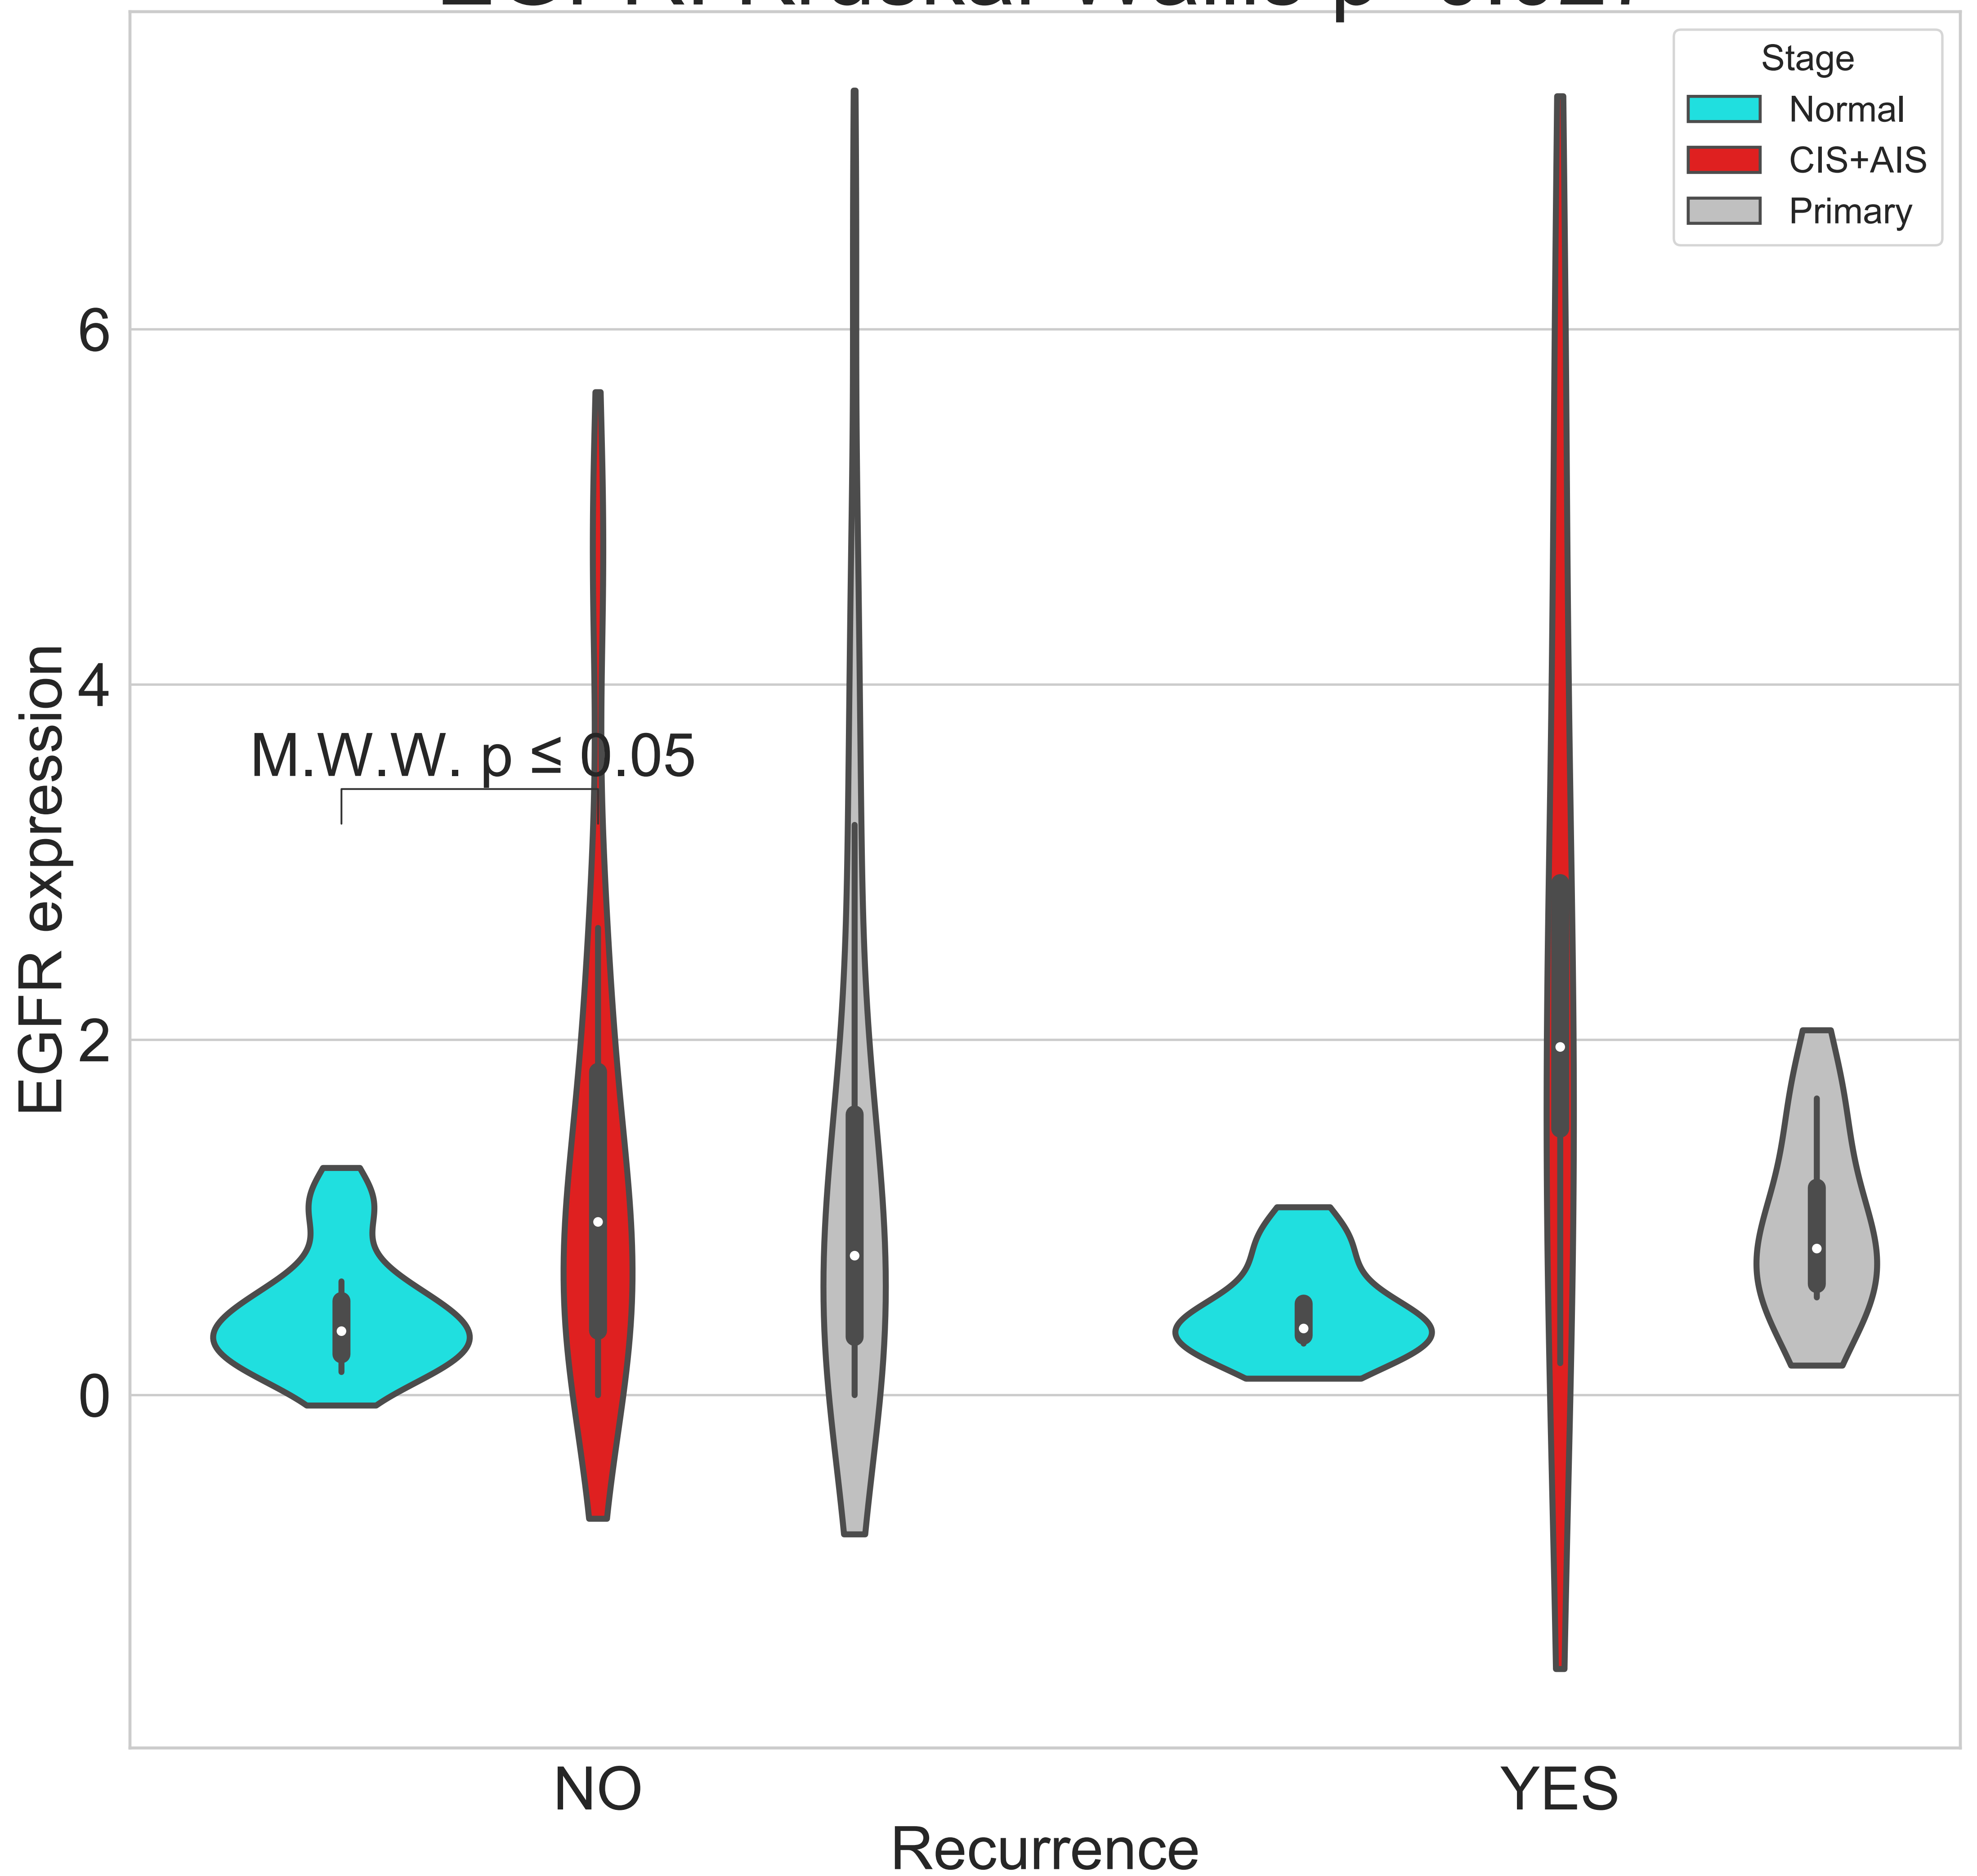 Stage
Normal
CIS+AIS
Primary
6
4
M.W.W. p ≤ 0.05
2
0
EGFR expression
NO
YES
Recurrence